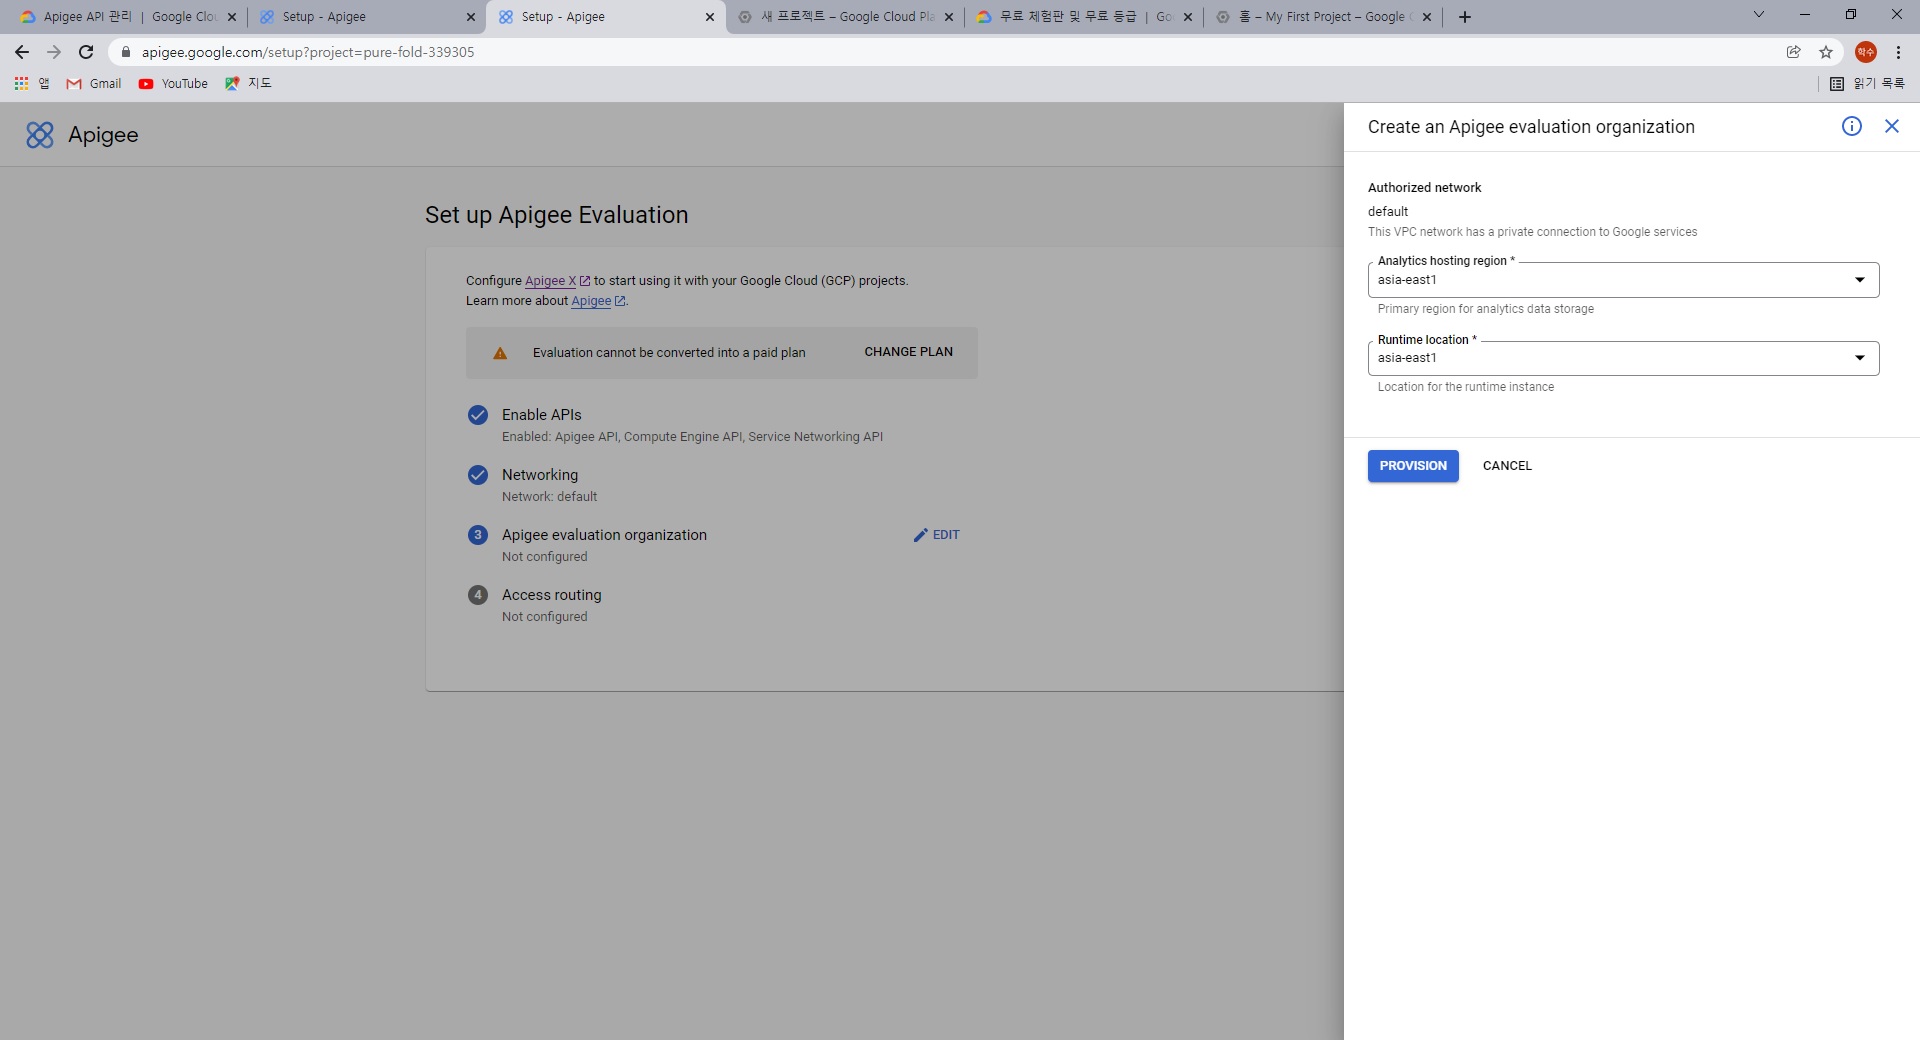 Apigee API 관리 | Google Clou
Setup - Apigee
Setup - Apigee
새 프로젝트 – Google Cloud Pla
무료 체험판 및 무료 등급 | Go
홈 – My First Project – Google C
apigee.google.com/setup?project=pure-fold-339305
학수
앱
Gmail
YouTube
지도
읽기 목록
Apigee
Set up Apigee Evaluation
Configure Apigee X to start using it with your Google Cloud (GCP) projects.
Learn more about Apigee.
Evaluation cannot be converted into a paid plan
CHANGE PLAN
Enable APIs
Enabled: Apigee API, Compute Engine API, Service Networking API
Networking
Network: default
3 Apigee evaluation organization
EDIT
Not configured
4 Access routing
Not configured
Create an Apigee evaluation organization
Authorized network
default
This VPC network has a private connection to Google services
Analytics hosting region *
asia-east1
Primary region for analytics data storage
Runtime location *
asia-east1
Location for the runtime instance
PROVISION
CANCEL